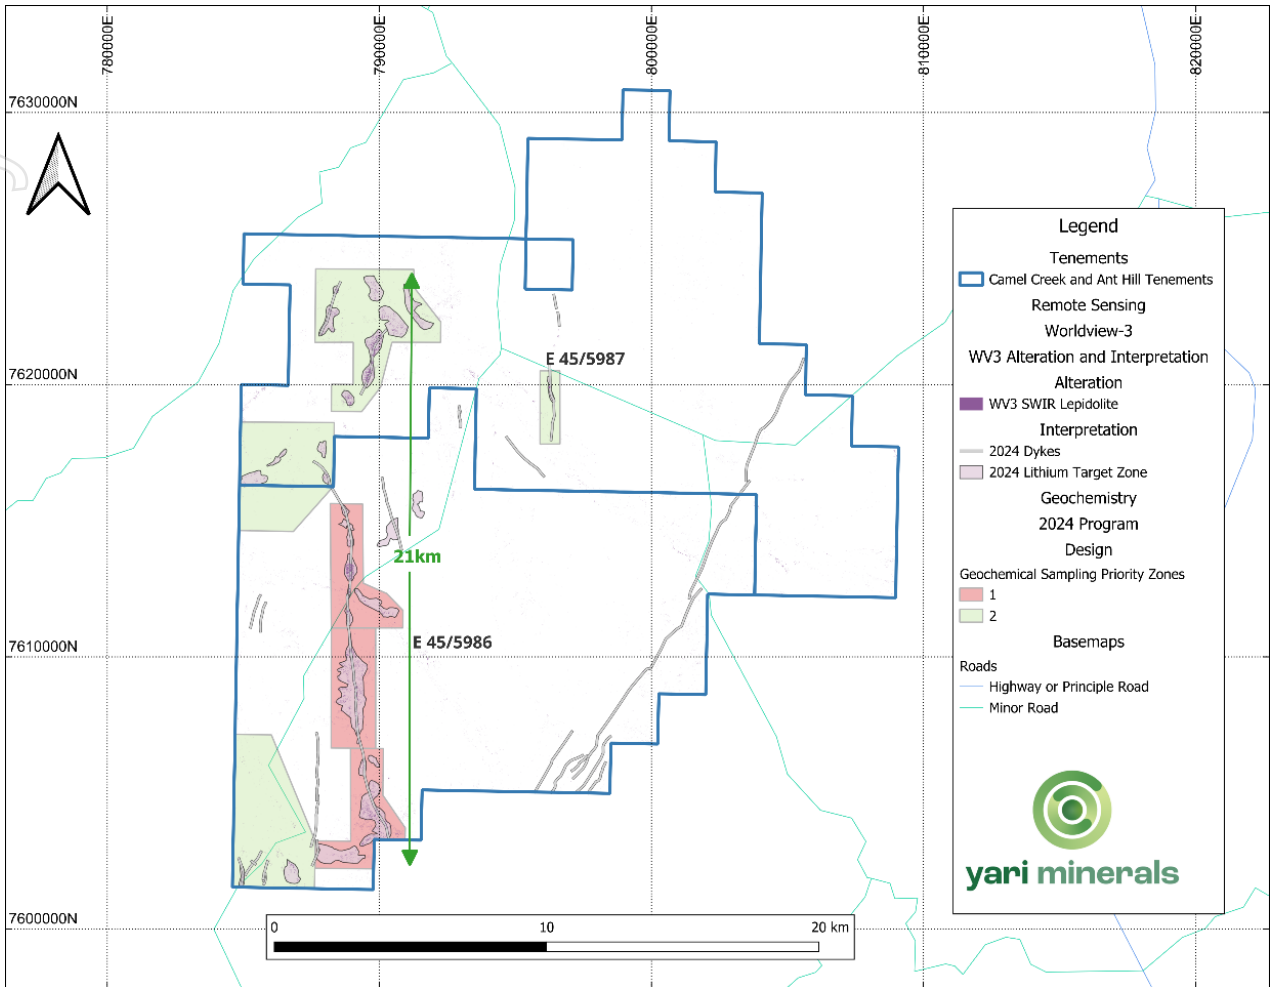 780000E
790000E
800000E
810000E
820000E
7630000N
7620000N
7610000N
7600000N
E 45/5987
21km
E 45/5986
0
10
20 km
Legend
Tenements
Camel Creek and Ant Hill Tenements
Remote Sensing
Worldview-3
WV3 Alteration and Interpretation
Alteration
WV3 SWIR Lepidolite
Interpretation
2024 Dykes
2024 Lithium Target Zone
Geochemistry
2024 Program
Design
Geochemical Sampling Priority Zones
1
2
Basemaps
Roads
Highway or Principle Road
Minor Road
yari minerals